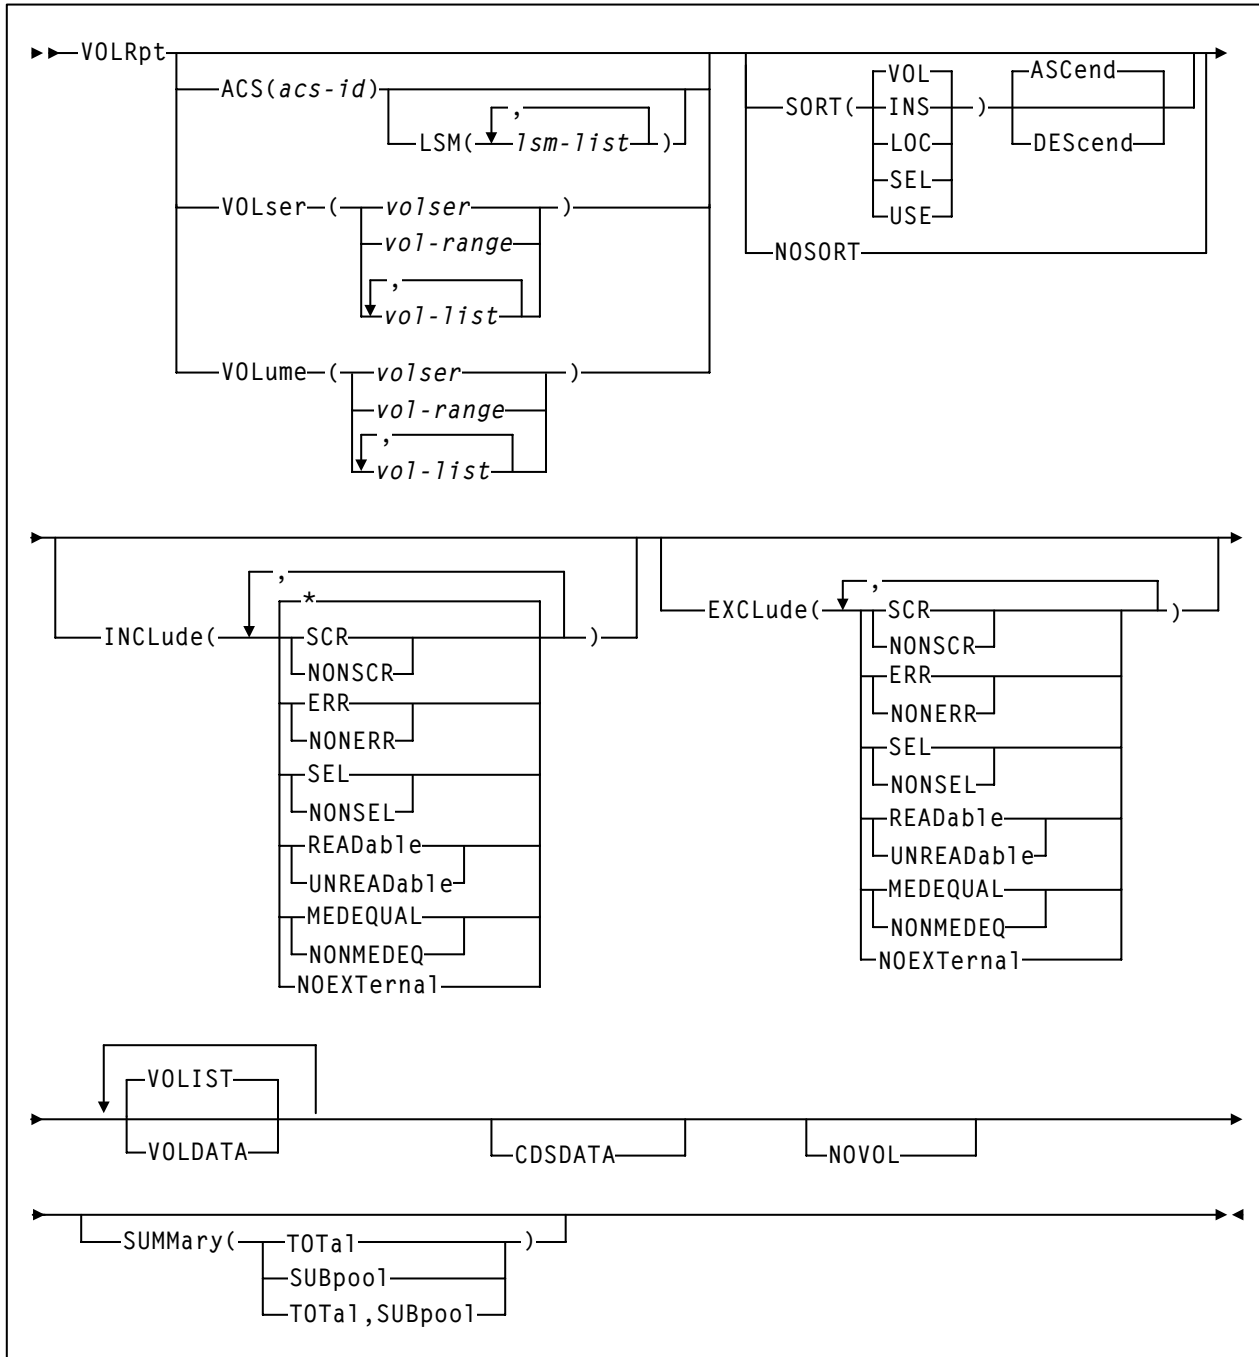 VOLRpt
ACS(acs-id)
LSM(
,
lsm-list
)
VOLser
(
volser
vol-range
,
vol-list
)
VOLume
(
volser
vol-range
,
vol-list
)
SORT(
VOL
INS
LOC
SEL
USE
)
ASCend
DEScend
NOSORT
INCLude(
,
*
SCR
NONSCR
ERR
NONERR
SEL
NONSEL
READable
UNREADable
MEDEQUAL
NONMEDEQ
NOEXTernal
)
EXCLude(
,
SCR
NONSCR
ERR
NONERR
SEL
NONSEL
READable
UNREADable
MEDEQUAL
NONMEDEQ
NOEXTernal
)
VOLIST
VOLDATA
CDSDATA
NOVOL
SUMMary(
TOTal
SUBpool
TOTal,SUBpool
)